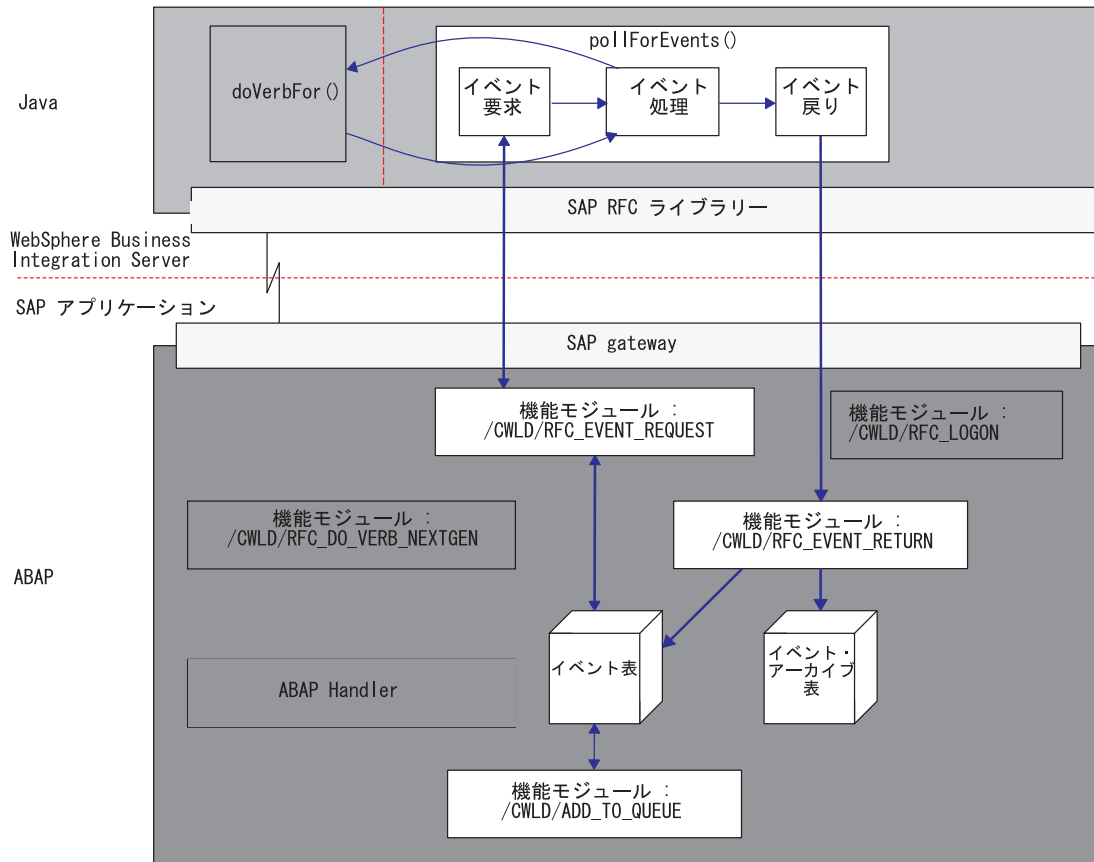 Java
doVerbFor()
pollForEvents()
イベント
要求
イベント
処理
イベント
戻り
SAP RFC ライブラリー
WebSphere Business
Integration Server
SAP アプリケーション
SAP gateway
機能モジュール :
/CWLD/RFC_EVENT_REQUEST
機能モジュール :
/CWLD/RFC_LOGON
機能モジュール :
/CWLD/RFC_DO_VERB_NEXTGEN
機能モジュール :
/CWLD/RFC_EVENT_RETURN
ABAP
イベント表
イベント・
アーカイブ
表
ABAP Handler
機能モジュール :
/CWLD/ADD_TO_QUEUE